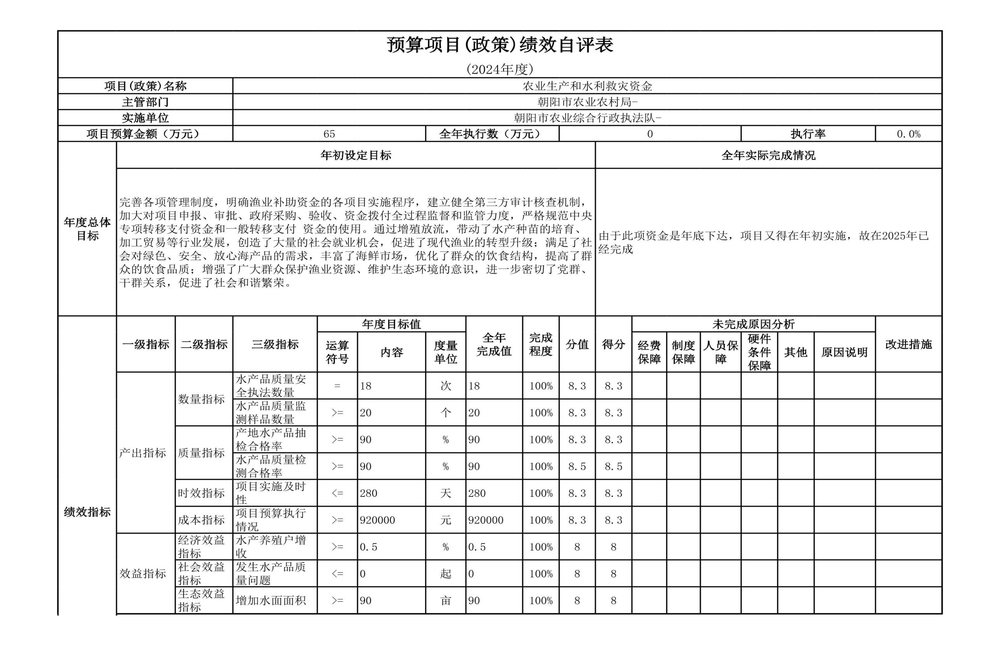 预算项目(政策)绩效自评表
(2024年度)
项目(政策)名称 农业生产和水利救灾资金
主管部门 朝阳市农业农村局-
实施单位 朝阳市农业综合行政执法队-
项目预算金额（万元） 65 全年执行数（万元） 0 执行率 0.0%
年度总体
目标
年初设定目标 全年实际完成情况
完善各项管理制度，明确渔业补助资金的各项目实施程序，建立健全第三方审计核查机制，
加大对项目申报、审批、政府采购、验收、资金拨付全过程监督和监管力度，严格规范中央
专项转移支付资金和一般转移支付 资金的使用。通过增殖放流，带动了水产种苗的培育、
加工贸易等行业发展，创造了大量的社会就业机会，促进了现代渔业的转型升级；满足了社
会对绿色、安全、放心海产品的需求，丰富了海鲜市场，优化了群众的饮食结构，提高了群
众的饮食品质；增强了广大群众保护渔业资源、维护生态环境的意识，进一步密切了党群、
干群关系，促进了社会和谐繁荣。
由于此项资金是年底下达，项目又得在年初实施，故在2025年已
经完成
绩效指标
一级指标 二级指标 三级指标 年度目标值 全年
完成值 完成
程度 分值 得分 未完成原因分析 改进措施
运算
符号 内容 度量
单位 经费
保障 制度
保障 人员保
障 硬件
条件
保障 其他 原因说明
产出指标
数量指标
水产品质量安
全执法数量 = 18 次 18 100% 8.3 8.3
水产品质量监
测样品数量 >= 20 个 20 100% 8.3 8.3
质量指标
产地水产品抽
检合格率 >= 90 % 90 100% 8.3 8.3
水产品质量检
测合格率 >= 90 % 90 100% 8.5 8.5
时效指标
项目实施及时
性 <= 280 天 280 100% 8.3 8.3
成本指标
项目预算执行
情况 >= 920000 元 920000 100% 8.3 8.3
效益指标
经济效益
指标
水产养殖户增
收 >= 0.5 % 0.5 100% 8 8
社会效益
指标
发生水产品质
量问题 <= 0 起 0 100% 8 8
生态效益
指标
增加水面面积 >= 90 亩 90 100% 8 8